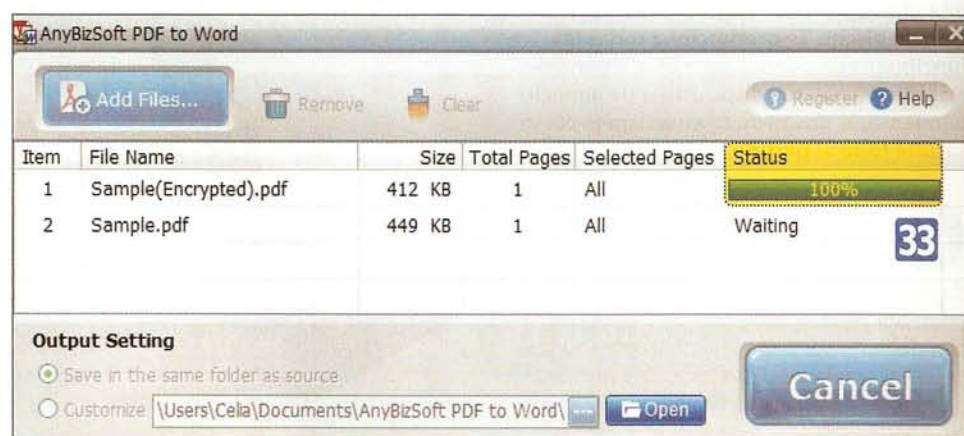 AnyBizSoft PDF to Word
Add Files... Remove Clear Register Help
Item File Name Size Total Pages Selected Pages Status
1 Sample(Encrypted).pdf 412 KB 1 All 100%
2 Sample.pdf 449 KB 1 All Waiting
33
Output Setting
Save in the same folder as source
Customize \Users\Celia\Documents\AnyBizSoft PDF to Word\ ... Open
Cancel